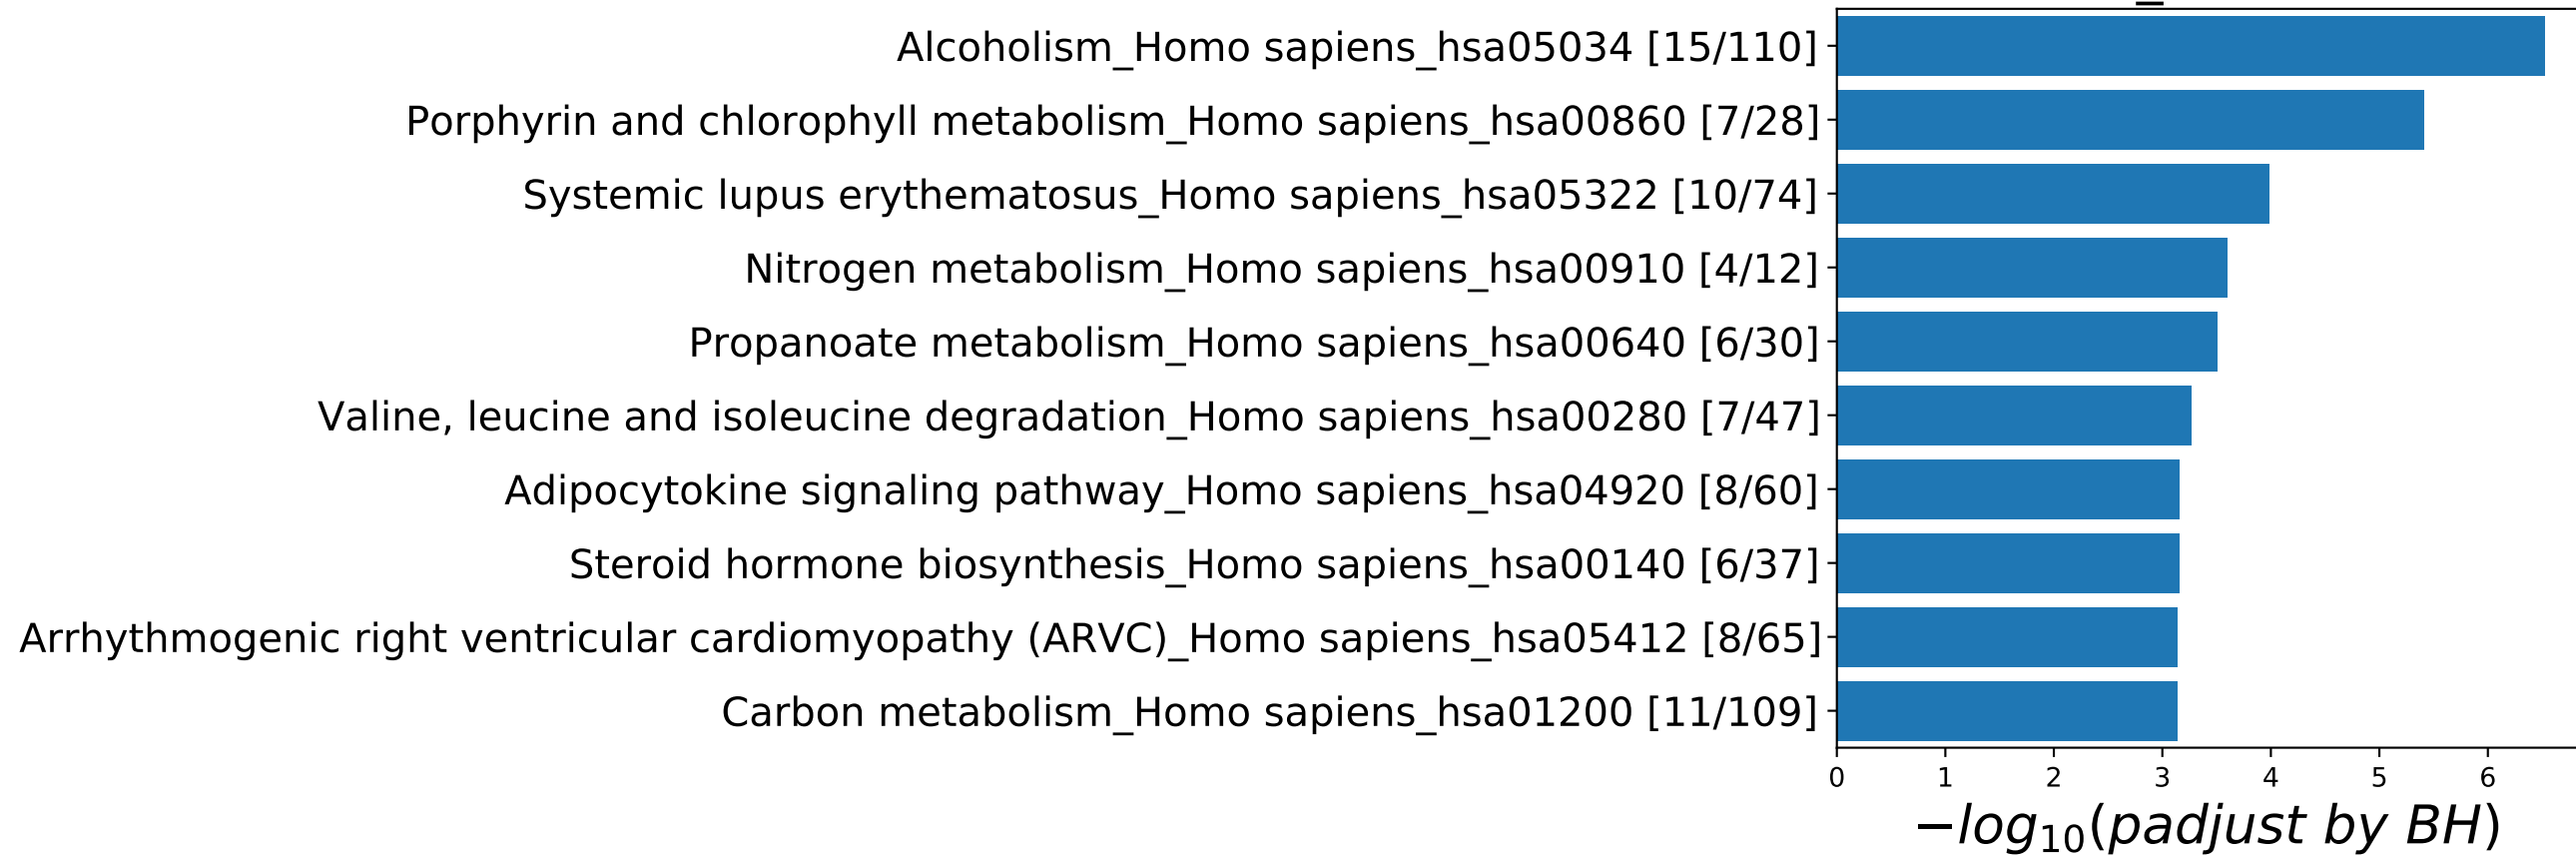 Alcoholism_Homo sapiens_hsa05034 [15/110]
Porphyrin and chlorophyll metabolism_Homo sapiens_hsa00860 [7/28]
Systemic lupus erythematosus_Homo sapiens_hsa05322 [10/74]
Nitrogen metabolism_Homo sapiens_hsa00910 [4/12]
Propanoate metabolism_Homo sapiens_hsa00640 [6/30]
Valine, leucine and isoleucine degradation_Homo sapiens_hsa00280 [7/47]
Adipocytokine signaling pathway_Homo sapiens_hsa04920 [8/60]
Steroid hormone biosynthesis_Homo sapiens_hsa00140 [6/37]
Arrhythmogenic right ventricular cardiomyopathy (ARVC)_Homo sapiens_hsa05412 [8/65]
Carbon metabolism_Homo sapiens_hsa01200 [11/109]
0 1 2 3 4 5 6
−log₁₀(padjust by BH)